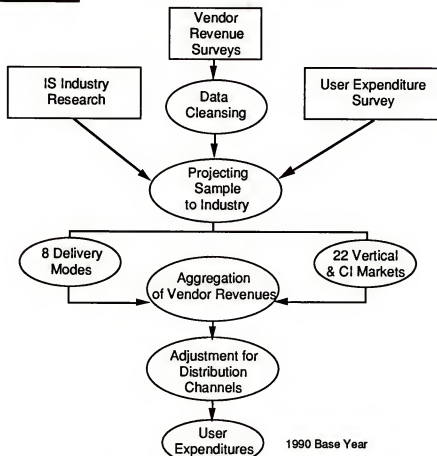 Vendor
Revenue
Surveys
IS Industry
Research
User Expenditure
Survey
Data
Cleansing
Projecting
Sample
to Industry
8 Delivery
Modes
22 Vertical
& CI Markets
Aggregation
of Vendor Revenues
Adjustment for
Distribution
Channels
User
Expenditures
1990 Base Year